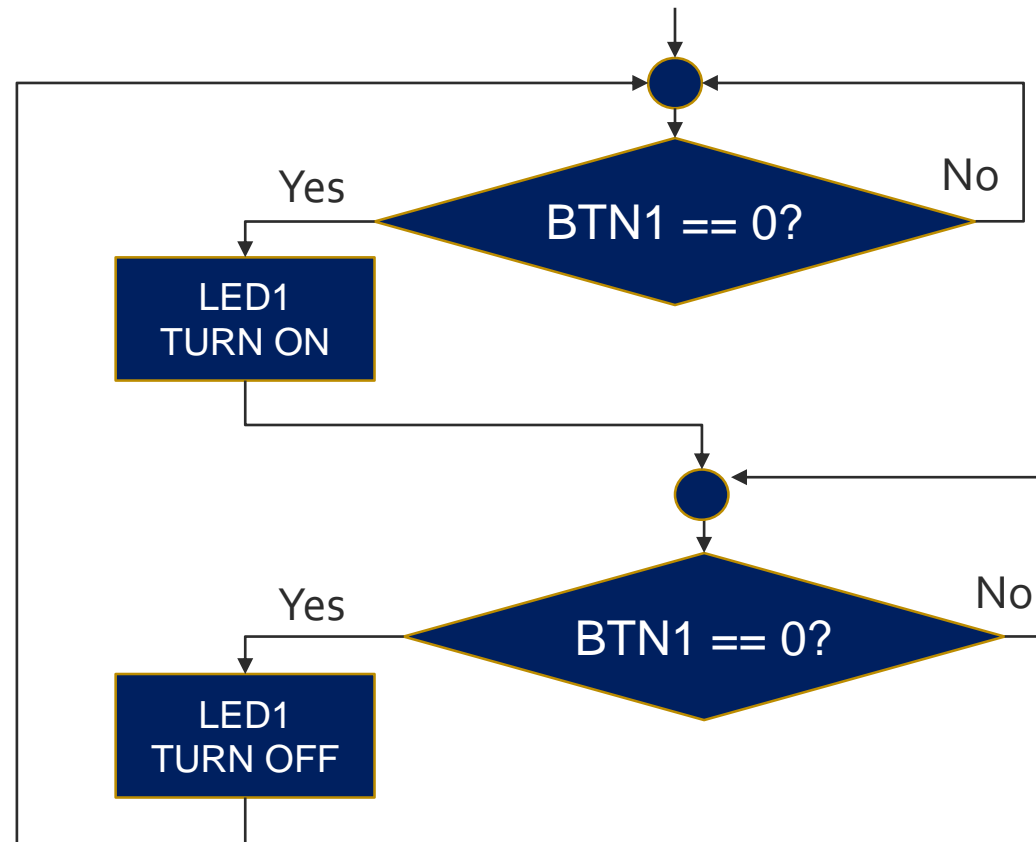 Yes
No
BTN1 == 0?
LED1
TURN ON
Yes
No
BTN1 == 0?
LED1
TURN OFF